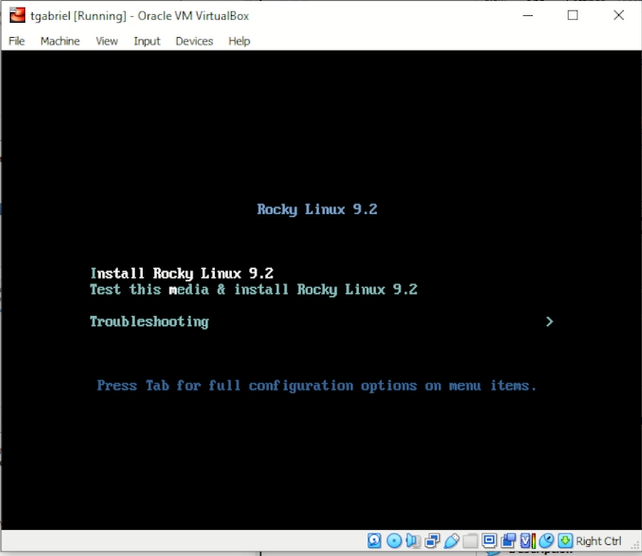 tgabriel [Running] - Oracle VM VirtualBox
File Machine View Input Devices Help
Rocky Linux 9.2
Install Rocky Linux 9.2
Test this media & install Rocky Linux 9.2
Troubleshooting >
Press Tab for full configuration options on menu items.
Right Ctrl